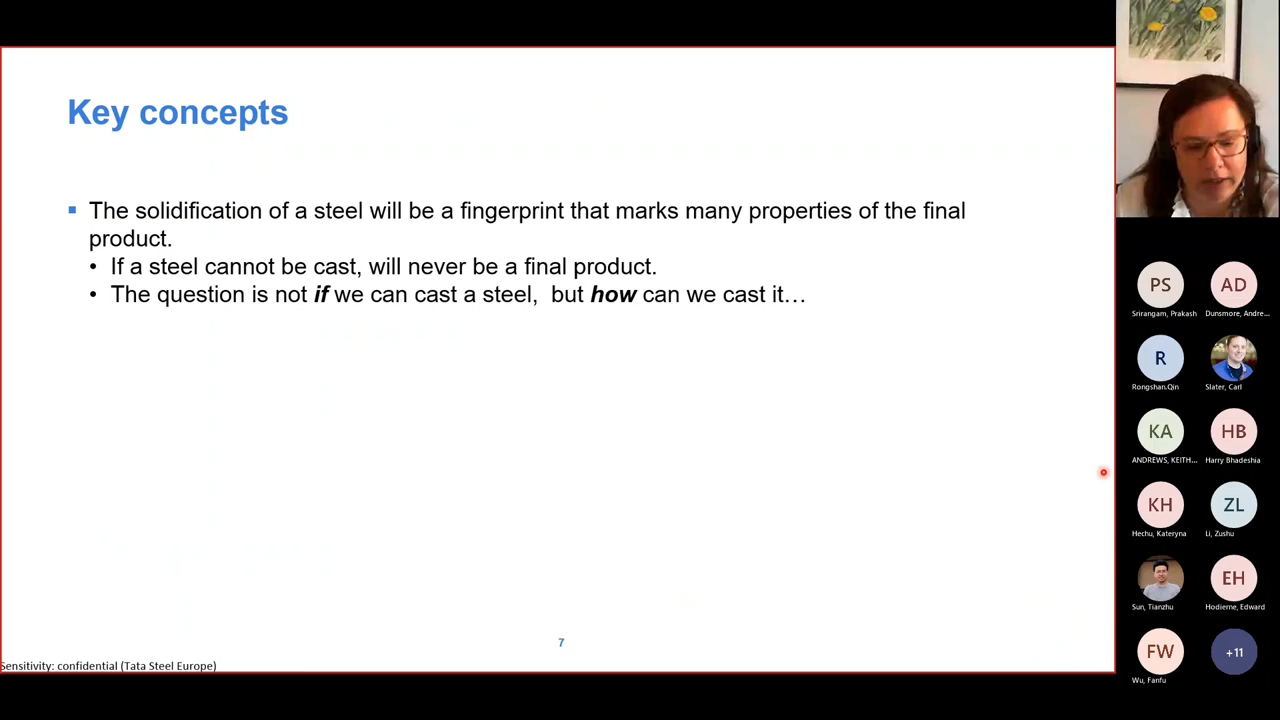 Key concepts
The solidification of a steel will be a fingerprint that marks many properties of the final
product.
If a steel cannot be cast, will never be a final product.
The question is not if we can cast a steel, but how can we cast it…
7
Sensitivity: confidential (Tata Steel Europe)
PS
AD
Srirangam, Prakash
Dunsmore, Andre...
R
Rongshan.Qin
Slater, Carl
KA
HB
ANDREWS, KEITH...
Harry Bhadeshia
KH
ZL
Hechu, Kateryna
Li, Zushu
EH
Sun, Tianzhu
Hodierne, Edward
FW
+11
Wu, Fanfu